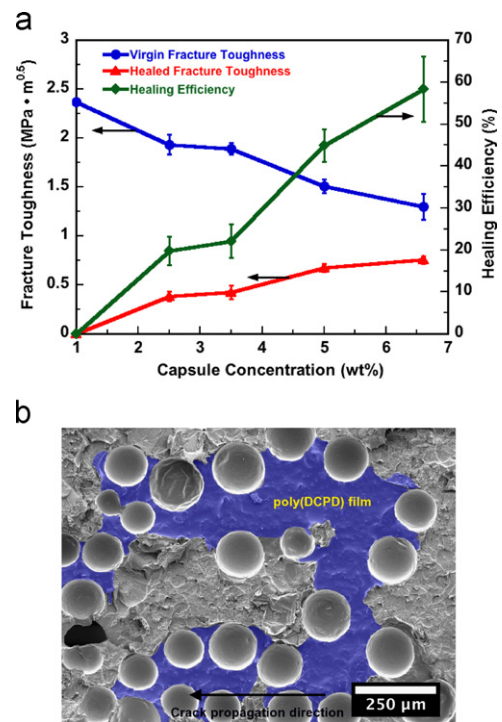 a
Virgin Fracture Toughness
Healed Fracture Toughness
Healing Efficiency
Fracture Toughness (MPa • m0.5)
Healing Efficiency (%)
3
2.5
2
1.5
1
0.5
0
70
60
50
40
30
20
10
0
1 2 3 4 5 6 7
Capsule Concentration (wt%)
b
poly(DCPD) film
Crack propagation direction
250 µm